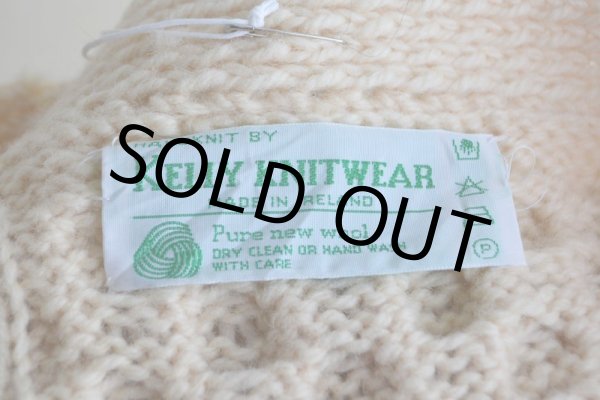 HAND KNIT BY
KELLY KNITWEAR
MADE IN IRELAND
Pure new wool
DRY CLEAN OR HAND WASH
WITH CARE
P
SOLD OUT